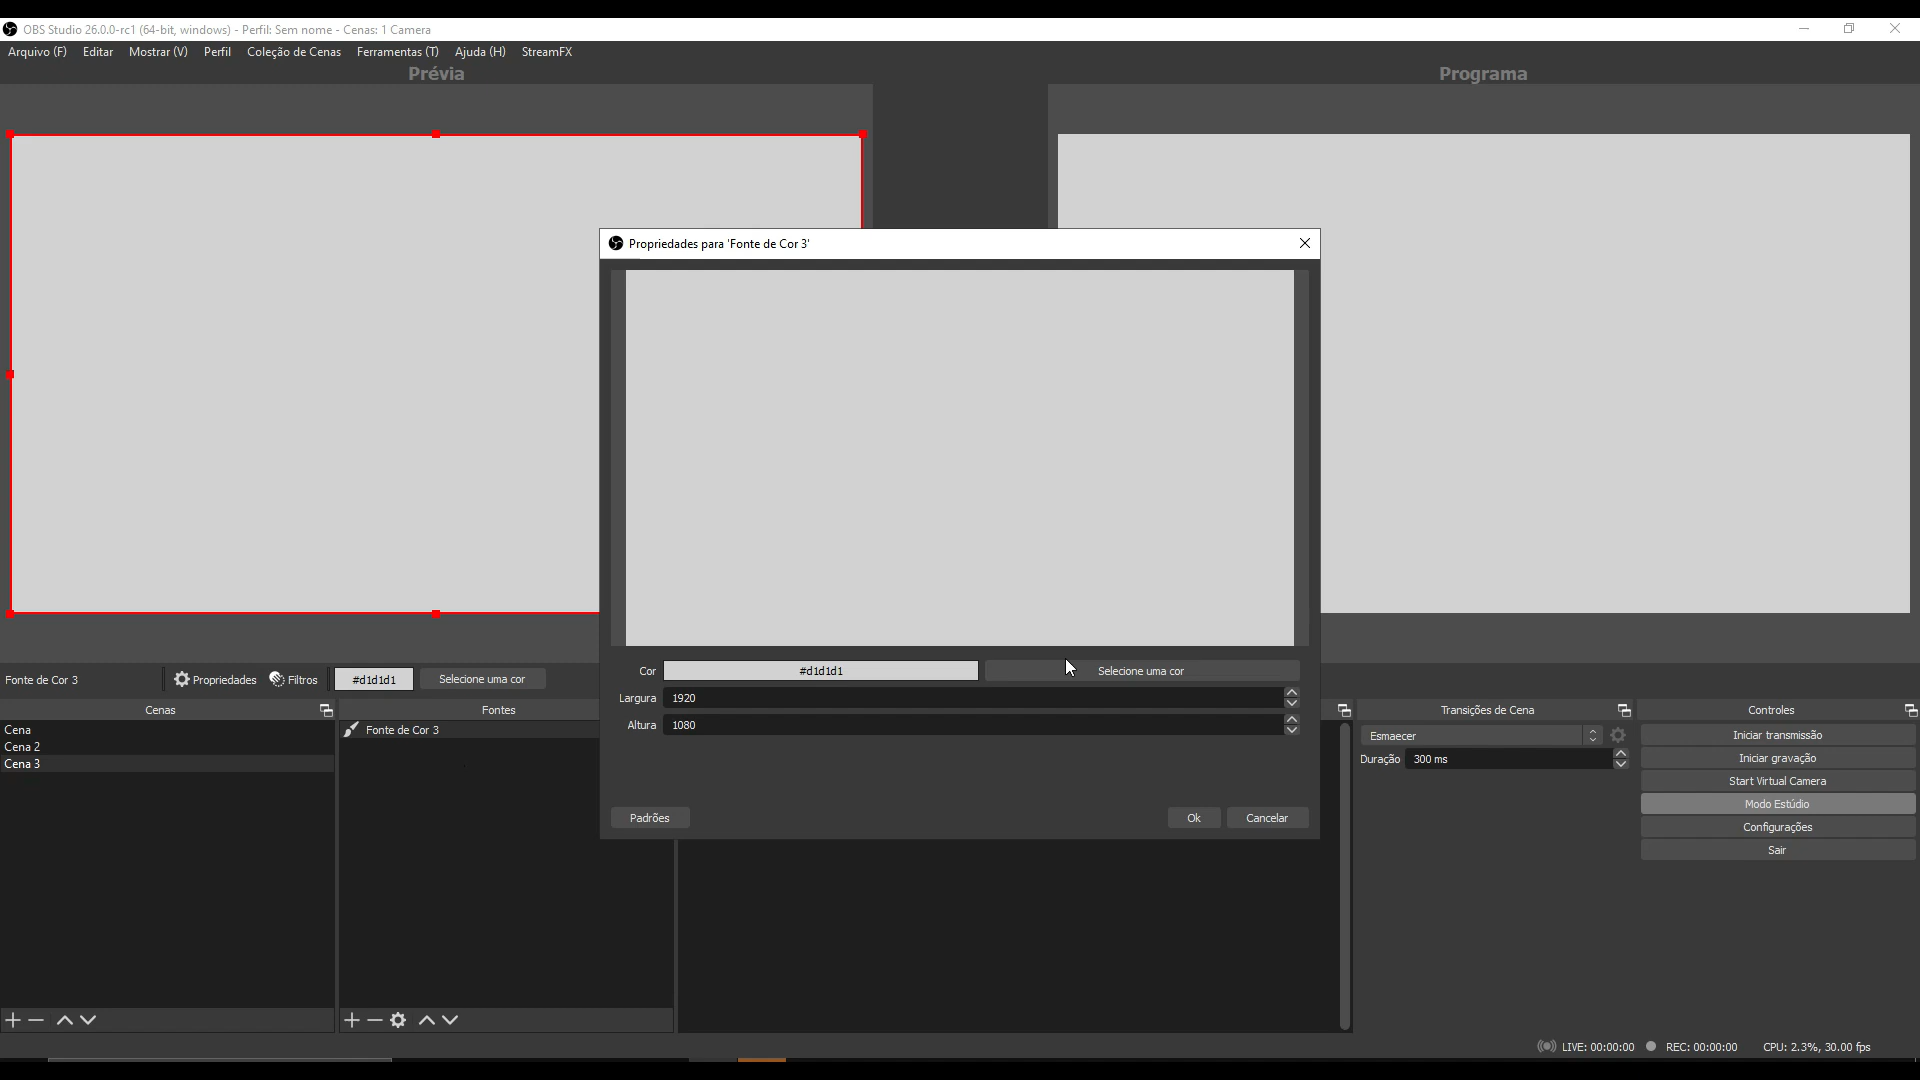 OBS Studio 26.0.0-rc1 (64-bit, windows) - Perfil: Sem nome - Cenas: 1 Camera
Arquivo (F) Editar Mostrar (V) Perfil Coleção de Cenas Ferramentas (T) Ajuda (H) StreamFX
Prévia
Programa
Propriedades para 'Fonte de Cor 3'
Cor #d1d1d1 Selecione uma cor
Largura 1920
Altura 1080
Padrões Ok Cancelar
Fonte de Cor 3 Propriedades Filtros #d1d1d1 Selecione uma cor
Cenas
Cena
Cena 2
Cena 3
Fontes
Fonte de Cor 3
Transições de Cena
Esmaecer
Duração 300 ms
Controles
Iniciar transmissão
Iniciar gravação
Start Virtual Camera
Modo Estúdio
Configurações
Sair
LIVE: 00:00:00 REC: 00:00:00 CPU: 2.3%, 30.00 fps